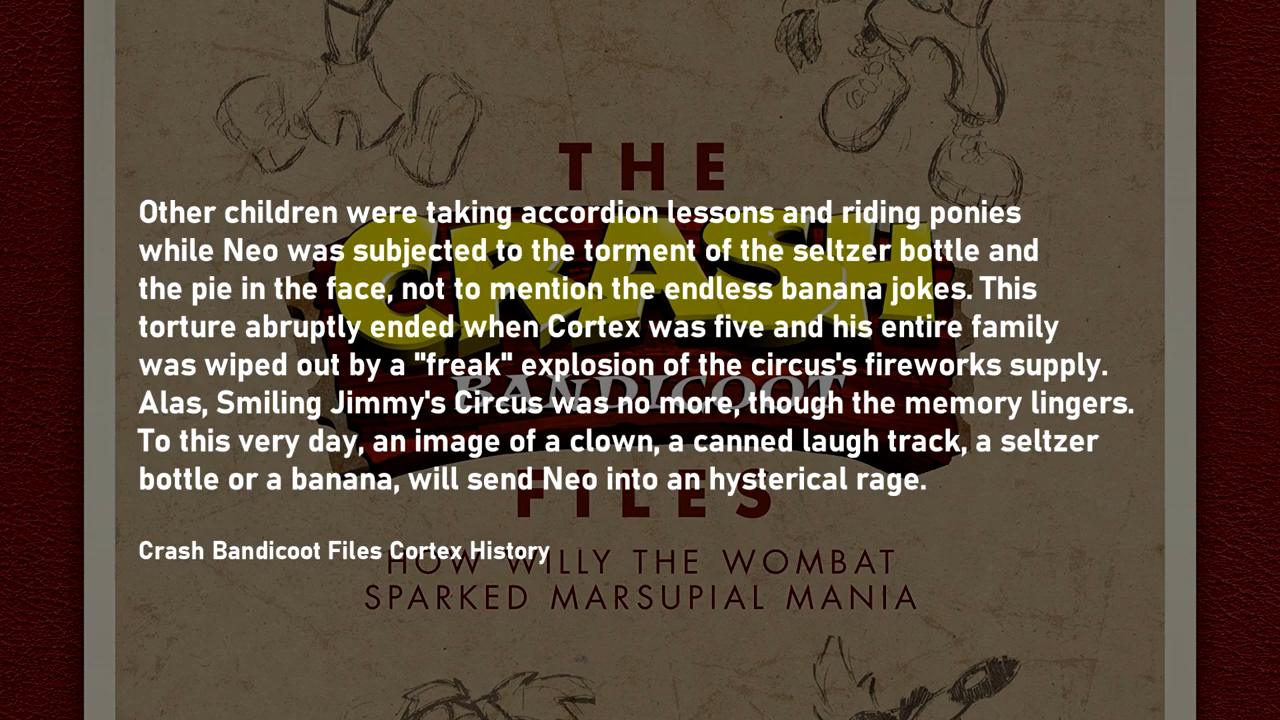 THE
Other children were taking accordion lessons and riding ponies
while Neo was subjected to the torment of the seltzer bottle and
the pie in the face, not to mention the endless banana jokes. This
torture abruptly ended when Cortex was five and his entire family
was wiped out by a "freak" explosion of the circus's fireworks supply.
Alas, Smiling Jimmy's Circus was no more, though the memory lingers.
To this very day, an image of a clown, a canned laugh track, a seltzer
bottle or a banana, will send Neo into an hysterical rage.
CRASH
BANDICOOT
FILES
Crash Bandicoot Files Cortex History
HOW WILLY THE WOMBAT
SPARKED MARSUPIAL MANIA